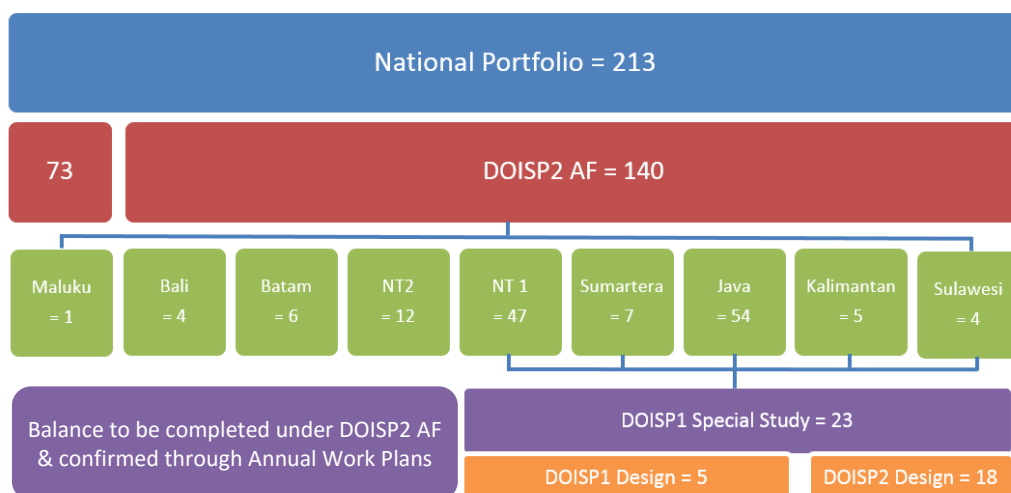 National Portfolio = 213
73
DOISP2 AF = 140
Maluku
= 1
Bali
= 4
Batam
= 6
NT2
= 12
NT 1
= 47
Sumartera
= 7
Java
= 54
Kalimantan
= 5
Sulawesi
= 4
Balance to be completed under DOISP2 AF
& confirmed through Annual Work Plans
DOISP1 Special Study = 23
DOISP1 Design = 5
DOISP2 Design = 18